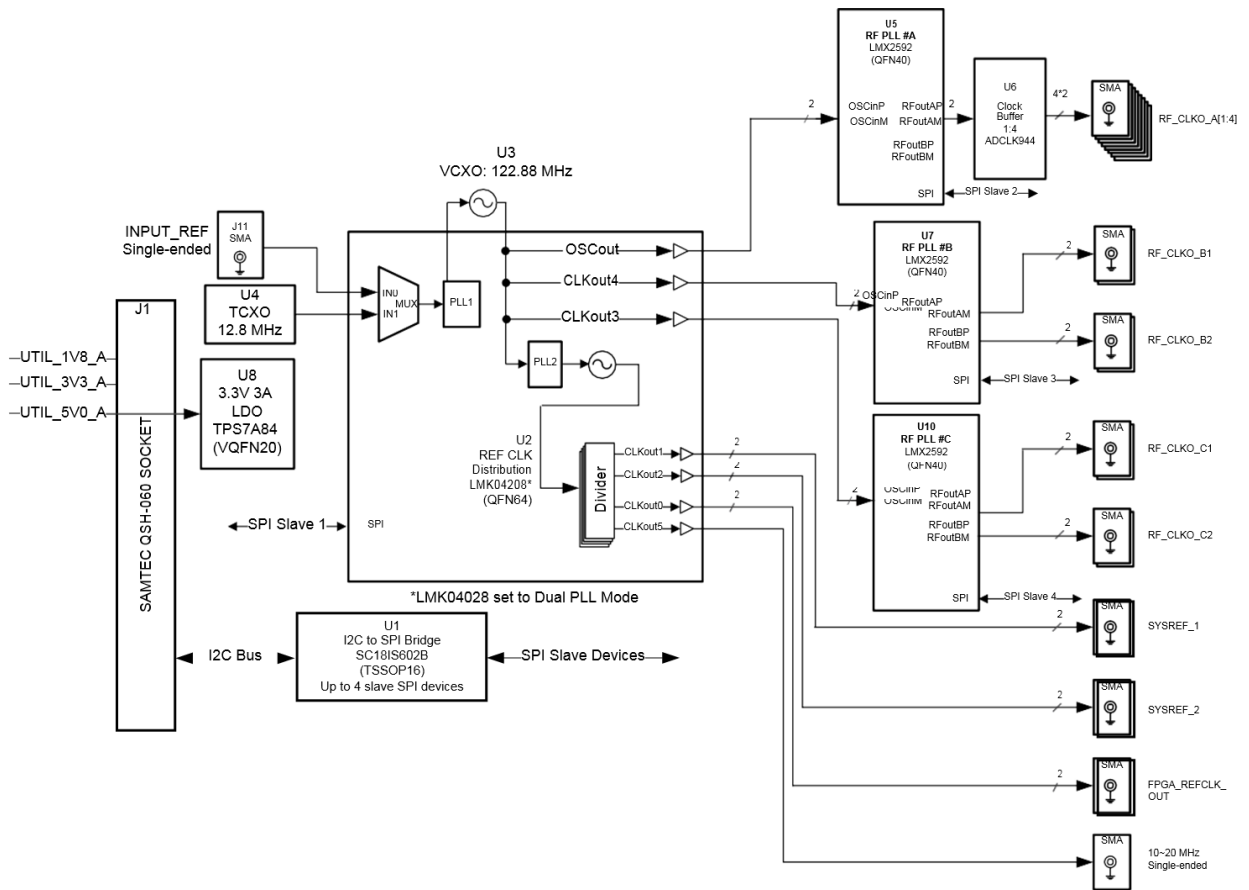 U5
RF PLL #A
LMX2592
(QFN40)
OSCinP
OSCinM
RFoutAP
RFoutAM
RFoutBP
RFoutBM
SPI
SPI Slave 2
2
2
U6
Clock
Buffer
1:4
ADCLK944
4*2
SMA
RF_CLKO_A[1:4]
U3
VCXO: 122.88 MHz
INPUT_REF
Single-ended
J11
SMA
U4
TCXO
12.8 MHz
IN0
IN1
MUX
PLL1
OSCout
CLKout4
CLKout3
PLL2
U7
RF PLL #B
LMX2592
(QFN40)
2
OSCinP
OSCinM
RFoutAP
RFoutAM
RFoutBP
RFoutBM
SPI
SPI Slave 3
2
SMA
RF_CLKO_B1
2
SMA
RF_CLKO_B2
J1
SAMTEC QSH-060 SOCKET
UTIL_1V8_A
UTIL_3V3_A
UTIL_5V0_A
U8
3.3V 3A
LDO
TPS7A84
(VQFN20)
U2
REF CLK
Distribution
LMK04208*
(QFN64)
Divider
CLKout1
CLKout2
CLKout0
CLKout5
2
2
2
SPI Slave 1
SPI
*LMK04028 set to Dual PLL Mode
U10
RF PLL #C
LMX2592
(QFN40)
2
OSCinP
OSCinM
RFoutAP
RFoutAM
RFoutBP
RFoutBM
SPI
SPI Slave 4
2
SMA
RF_CLKO_C1
2
SMA
RF_CLKO_C2
I2C Bus
U1
I2C to SPI Bridge
SC18IS602B
(TSSOP16)
Up to 4 slave SPI devices
SPI Slave Devices
2
SMA
SYSREF_1
2
SMA
SYSREF_2
2
SMA
FPGA_REFCLK_
OUT
SMA
10~20 MHz
Single-ended